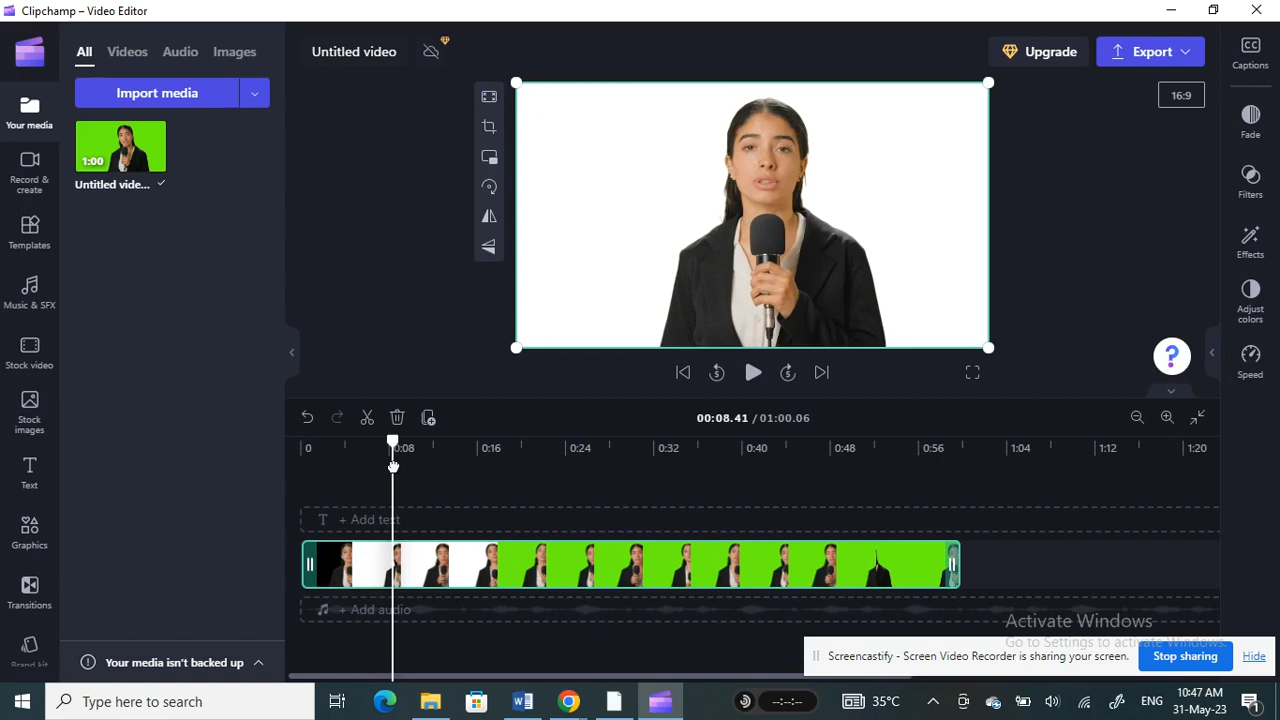 Clipchamp – Video Editor
All
Videos
Audio
Images
Untitled video
Upgrade
Export
Captions
Your media
Import media
16:9
1:00
Untitled vide...
Record &
create
Templates
Music & SFX
Stock video
Stock
images
Text
Graphics
Transitions
Brand kit
Fade
Filters
Effects
Adjust
colors
Speed
?
5
5
00:08.41 / 01:00.06
0
0:08
0:16
0:24
0:32
0:40
0:48
0:56
1:04
1:12
1:20
T + Add text
+ Add audio
Activate Windows
Go to Settings to activate Windows.
Your media isn't backed up
Screencastify - Screen Video Recorder is sharing your screen.
Stop sharing
Hide
Type here to search
--:--:--
35°C
ENG
10:47 AM
31-May-23
1